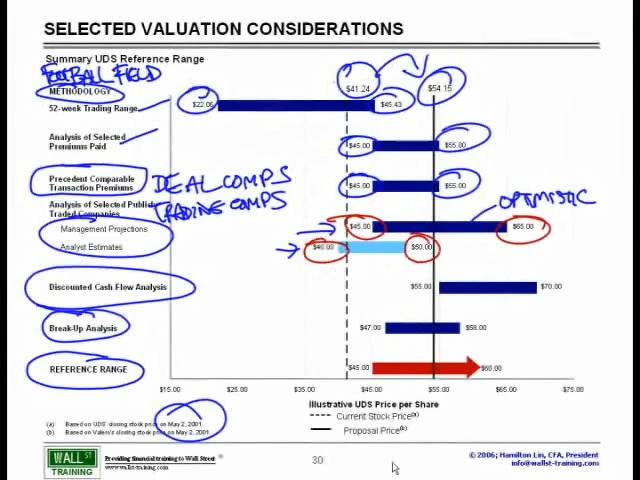 SELECTED VALUATION CONSIDERATIONS
Summary UDS Reference Range
FOOTBALL FIELD
METHODOLOGY
$41.24
$54.15
52-week Trading Range
$22.06
$45.43
Analysis of Selected
Premiums Paid
$45.00
$55.00
Precedent Comparable
Transaction Premiums
DEAL COMPS
$45.00
$55.00
Analysis of Selected Public
Traded Companies
TRADING COMPS
OPTIMISTIC
Management Projections
$45.00
$65.00
Analyst Estimates
$40.00
$50.00
Discounted Cash Flow Analysis
$55.00
$70.00
Break-Up Analysis
$47.00
$58.00
REFERENCE RANGE
$45.00
$60.00
$15.00 $25.00 $35.00 $45.00 $55.00 $65.00 $75.00
Illustrative UDS Price per Share
Current Stock Price(a)
Proposal Price(b)
(a) Based on UDS' closing stock price on May 2, 2001.
(b) Based on Valero's closing stock price on May 2, 2001.
WALL ST
TRAINING
Providing financial training to Wall Street
www.wallst-training.com
30
© 2006; Hamilton Lin, CFA, President
info@wallst-training.com